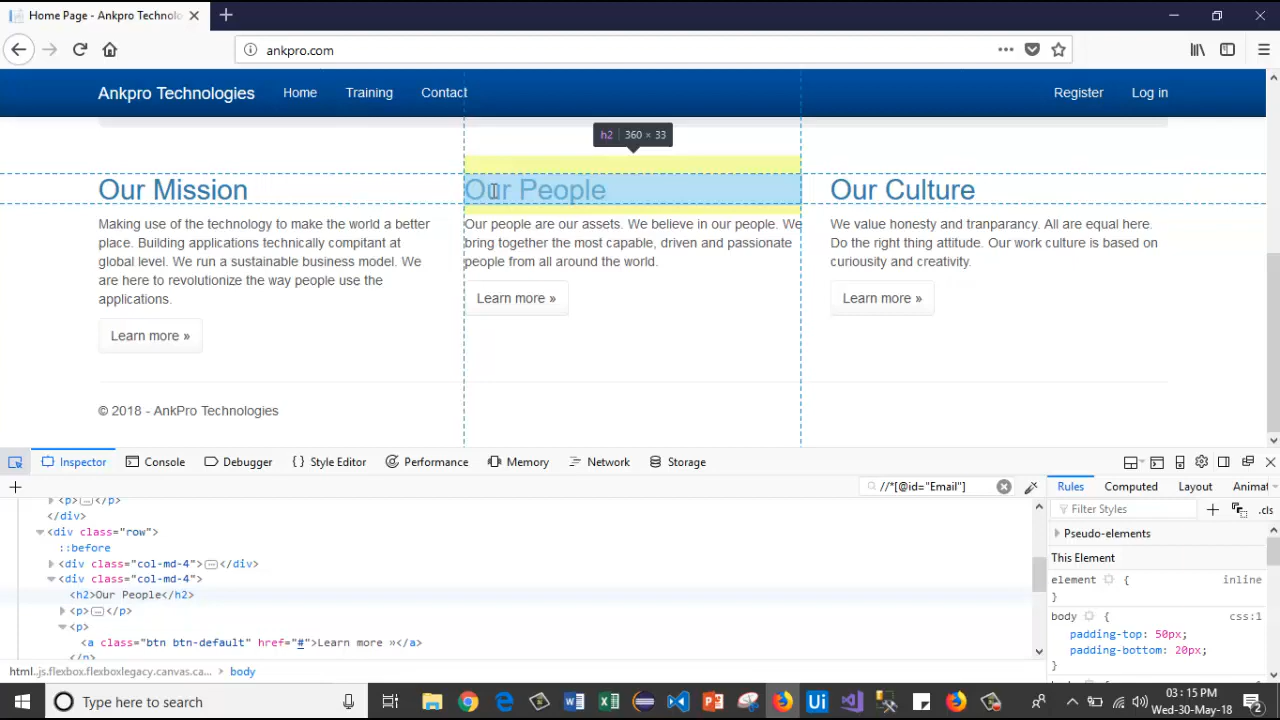 Home Page - Ankpro Technolo
ankpro.com
Ankpro Technologies Home Training Contact Register Log in
h2 360 × 33
Our Mission
Making use of the technology to make the world a better
place. Building applications technically compitant at
global level. We run a sustainable business model. We
are here to revolutionize the way people use the
applications.
Learn more »
Our People
Our people are our assets. We believe in our people. We
bring together the most capable, driven and passionate
people from all around the world.
Learn more »
Our Culture
We value honesty and tranparancy. All are equal here.
Do the right thing attitude. Our work culture is based on
curiousity and creativity.
Learn more »
© 2018 - AnkPro Technologies
Inspector Console Debugger { } Style Editor Performance Memory Network Storage
+ //*[@id="Email"]
<p></p>
</div>
<div class="row">
::before
<div class="col-md-4"></div>
<div class="col-md-4">
<h2>Our People</h2>
<p></p>
<p>
<a class="btn btn-default" href="#">Learn more »</a>
</p>
html.js.flexbox.flexboxlegacy.canvas.ca... body
Rules Computed Layout Animat
Filter Styles + .cls
Pseudo-elements
This Element
element { inline
}
body { css:1
padding-top: 50px;
padding-bottom: 20px;
}
Type here to search
03:15 PM
Wed-30-May-18
2